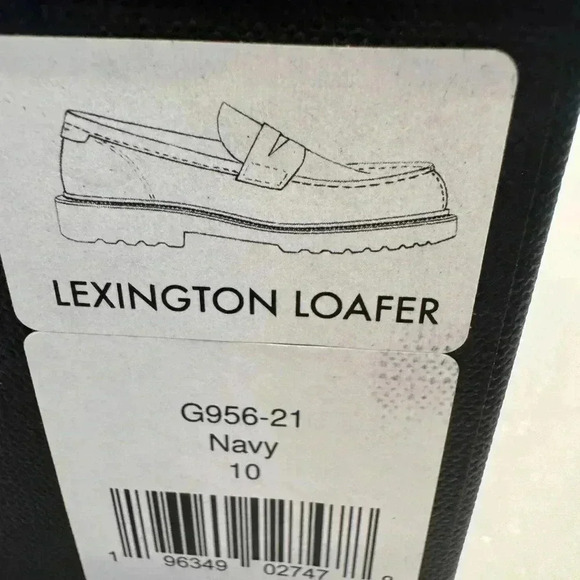 LEXINGTON LOAFER
G956-21
Navy
10
1 96349 02747